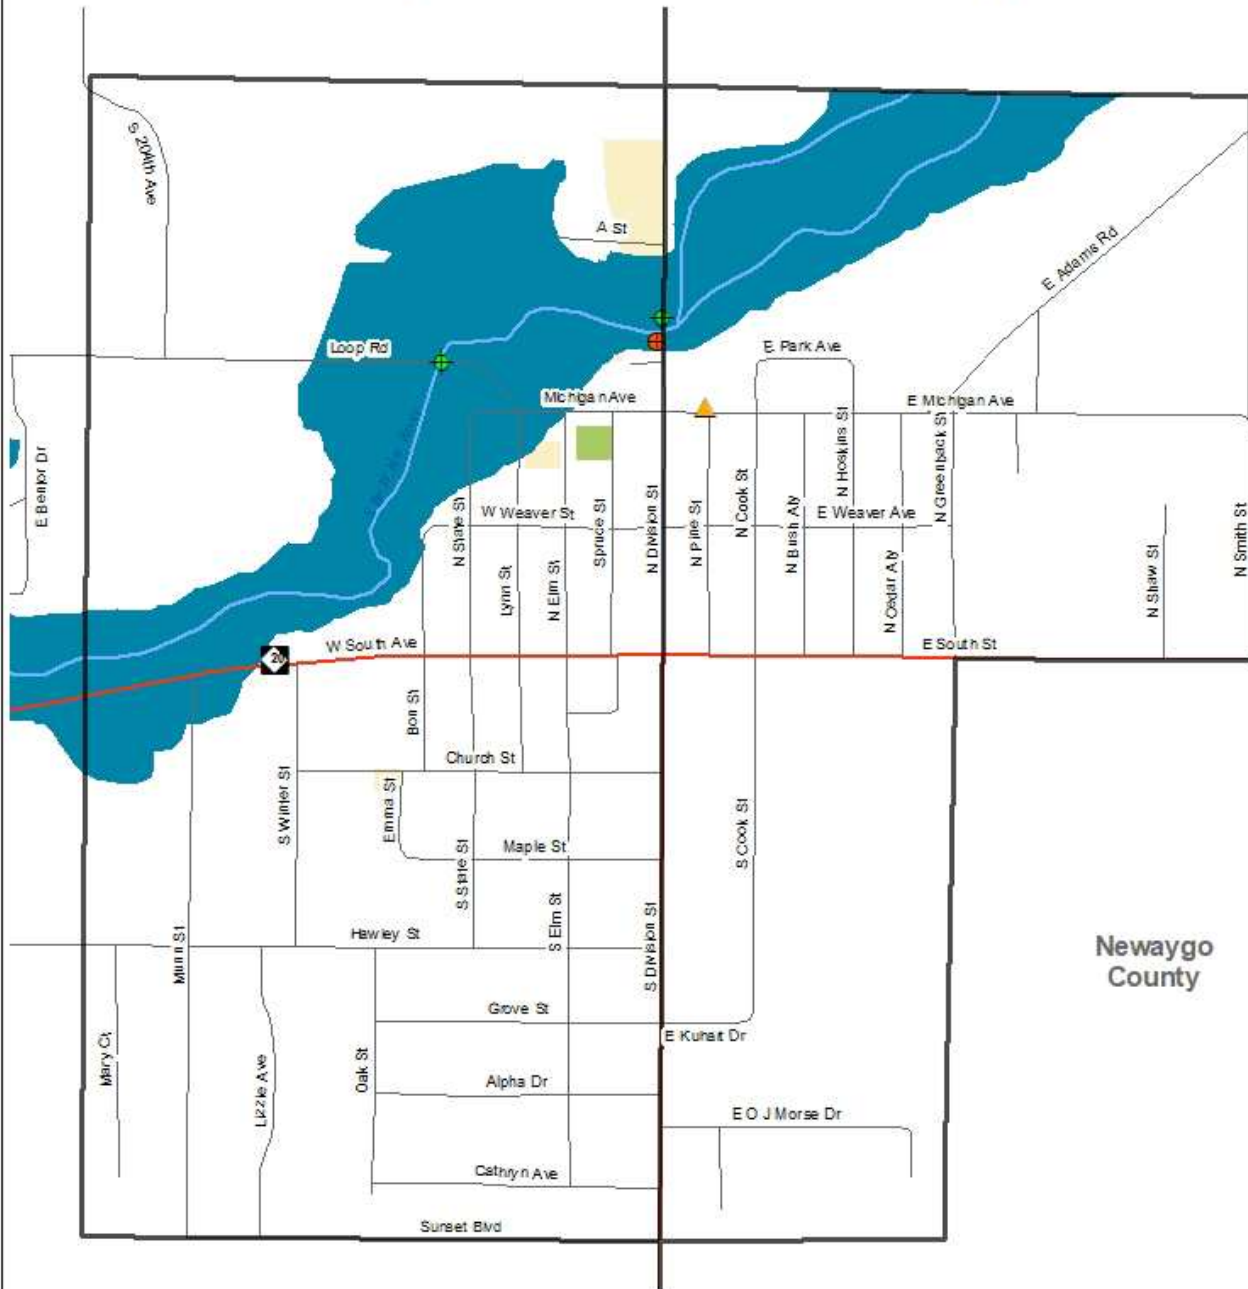 S 204th Ave
A St
E Adams Rd
Loop Rd
E Park Ave
Michigan Ave
E Michigan Ave
E Benior Dr
N State St
W Weaver St
Lynn St
N Elm St
Spruce St
N Division St
N Pine St
N Cook St
N Bush Aly
N Hoskins St
E Weaver Ave
N Cedar Aly
N Greenback St
N Shaw St
N Smith St
W South Ave
E South St
20
Bon St
Church St
S Winter St
Emma St
Maple St
S State St
S Cook St
Munn St
Hawley St
S Elm St
S Division St
Newaygo
County
Grove St
E Kuhait Dr
Mary Ct
Lizzie Ave
Oak St
Alpha Dr
E O J Morse Dr
Cathryn Ave
Sunset Blvd